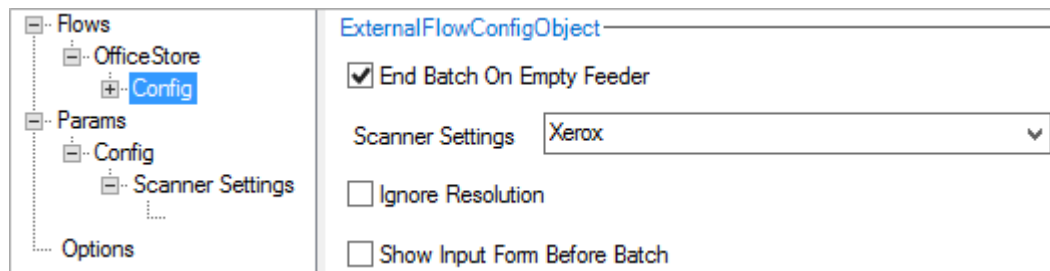 Flows
OfficeStore
Config
Params
Config
Scanner Settings
Options
ExternalFlowConfigObject
End Batch On Empty Feeder
Scanner Settings Xerox
Ignore Resolution
Show Input Form Before Batch